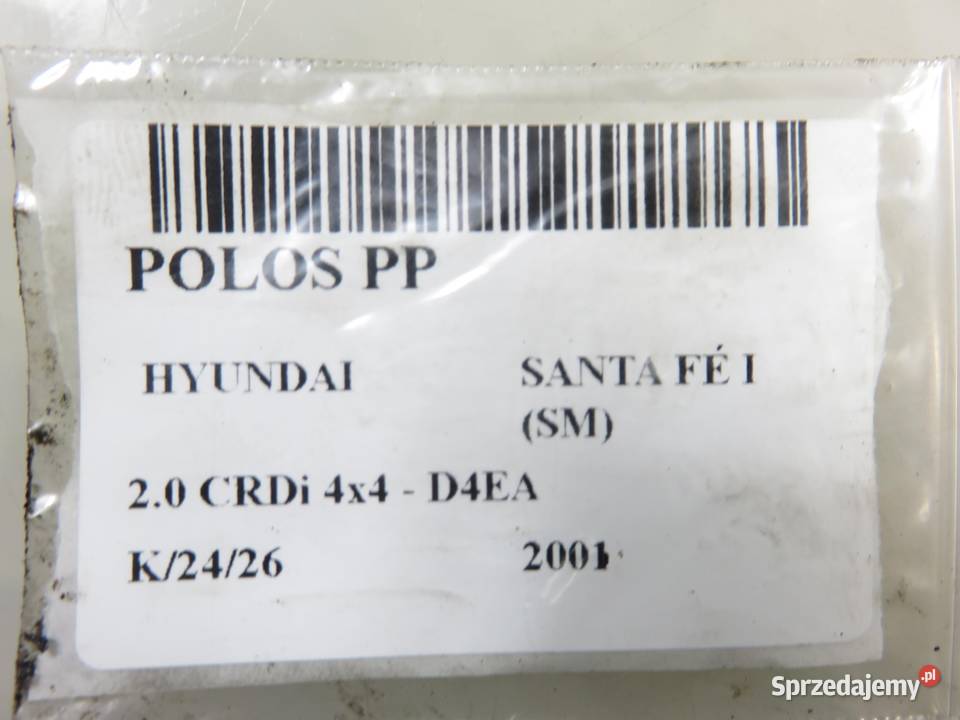 POLOS PP
HYUNDAI SANTA FÉ I
(SM)
2.0 CRDi 4x4 - D4EA
K/24/26 2001
Sprzedajemy.pl